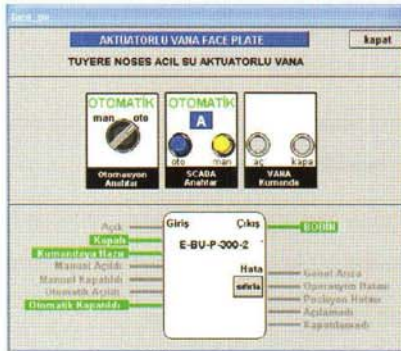 face_pv
AKTUATORLU VANA FACE PLATE
kapat
TUYERE NOSES ACIL SU AKTUATORLU VANA
OTOMATİK
man oto
Otomasyon
Anahtar
OTOMATİK
A
oto man
SCADA
Anahtar
aç kapa
VANA
Kumanda
Açık
Kapalı
Kumandaya Hazır
Manuel Açıldı
Manuel Kapatıldı
Otomatik Açıldı
Otomatik Kapatıldı
Giriş Çıkış
E-BU-P-300-2
Hata
sıfırla
BOBIN
Genel Arıza
Operasyon Hatası
Pozisyon Hatası
Açılamadı
Kapatılamadı